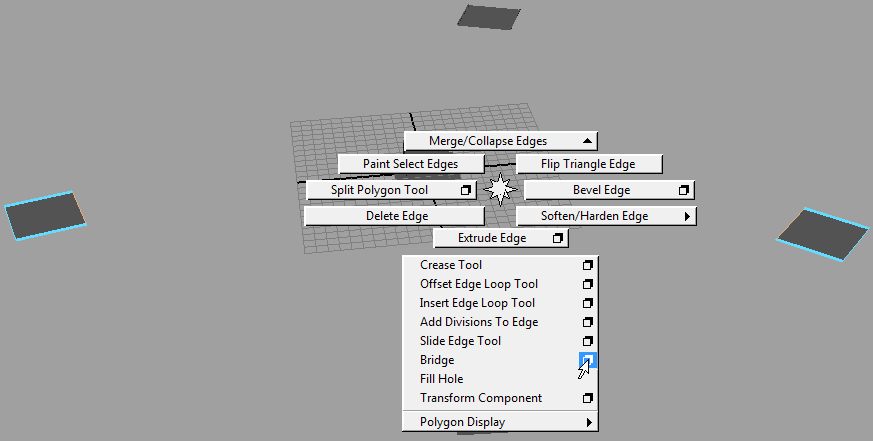 Merge/Collapse Edges
Paint Select Edges
Flip Triangle Edge
Split Polygon Tool
Bevel Edge
Delete Edge
Soften/Harden Edge
Extrude Edge
Crease Tool
Offset Edge Loop Tool
Insert Edge Loop Tool
Add Divisions To Edge
Slide Edge Tool
Bridge
Fill Hole
Transform Component
Polygon Display